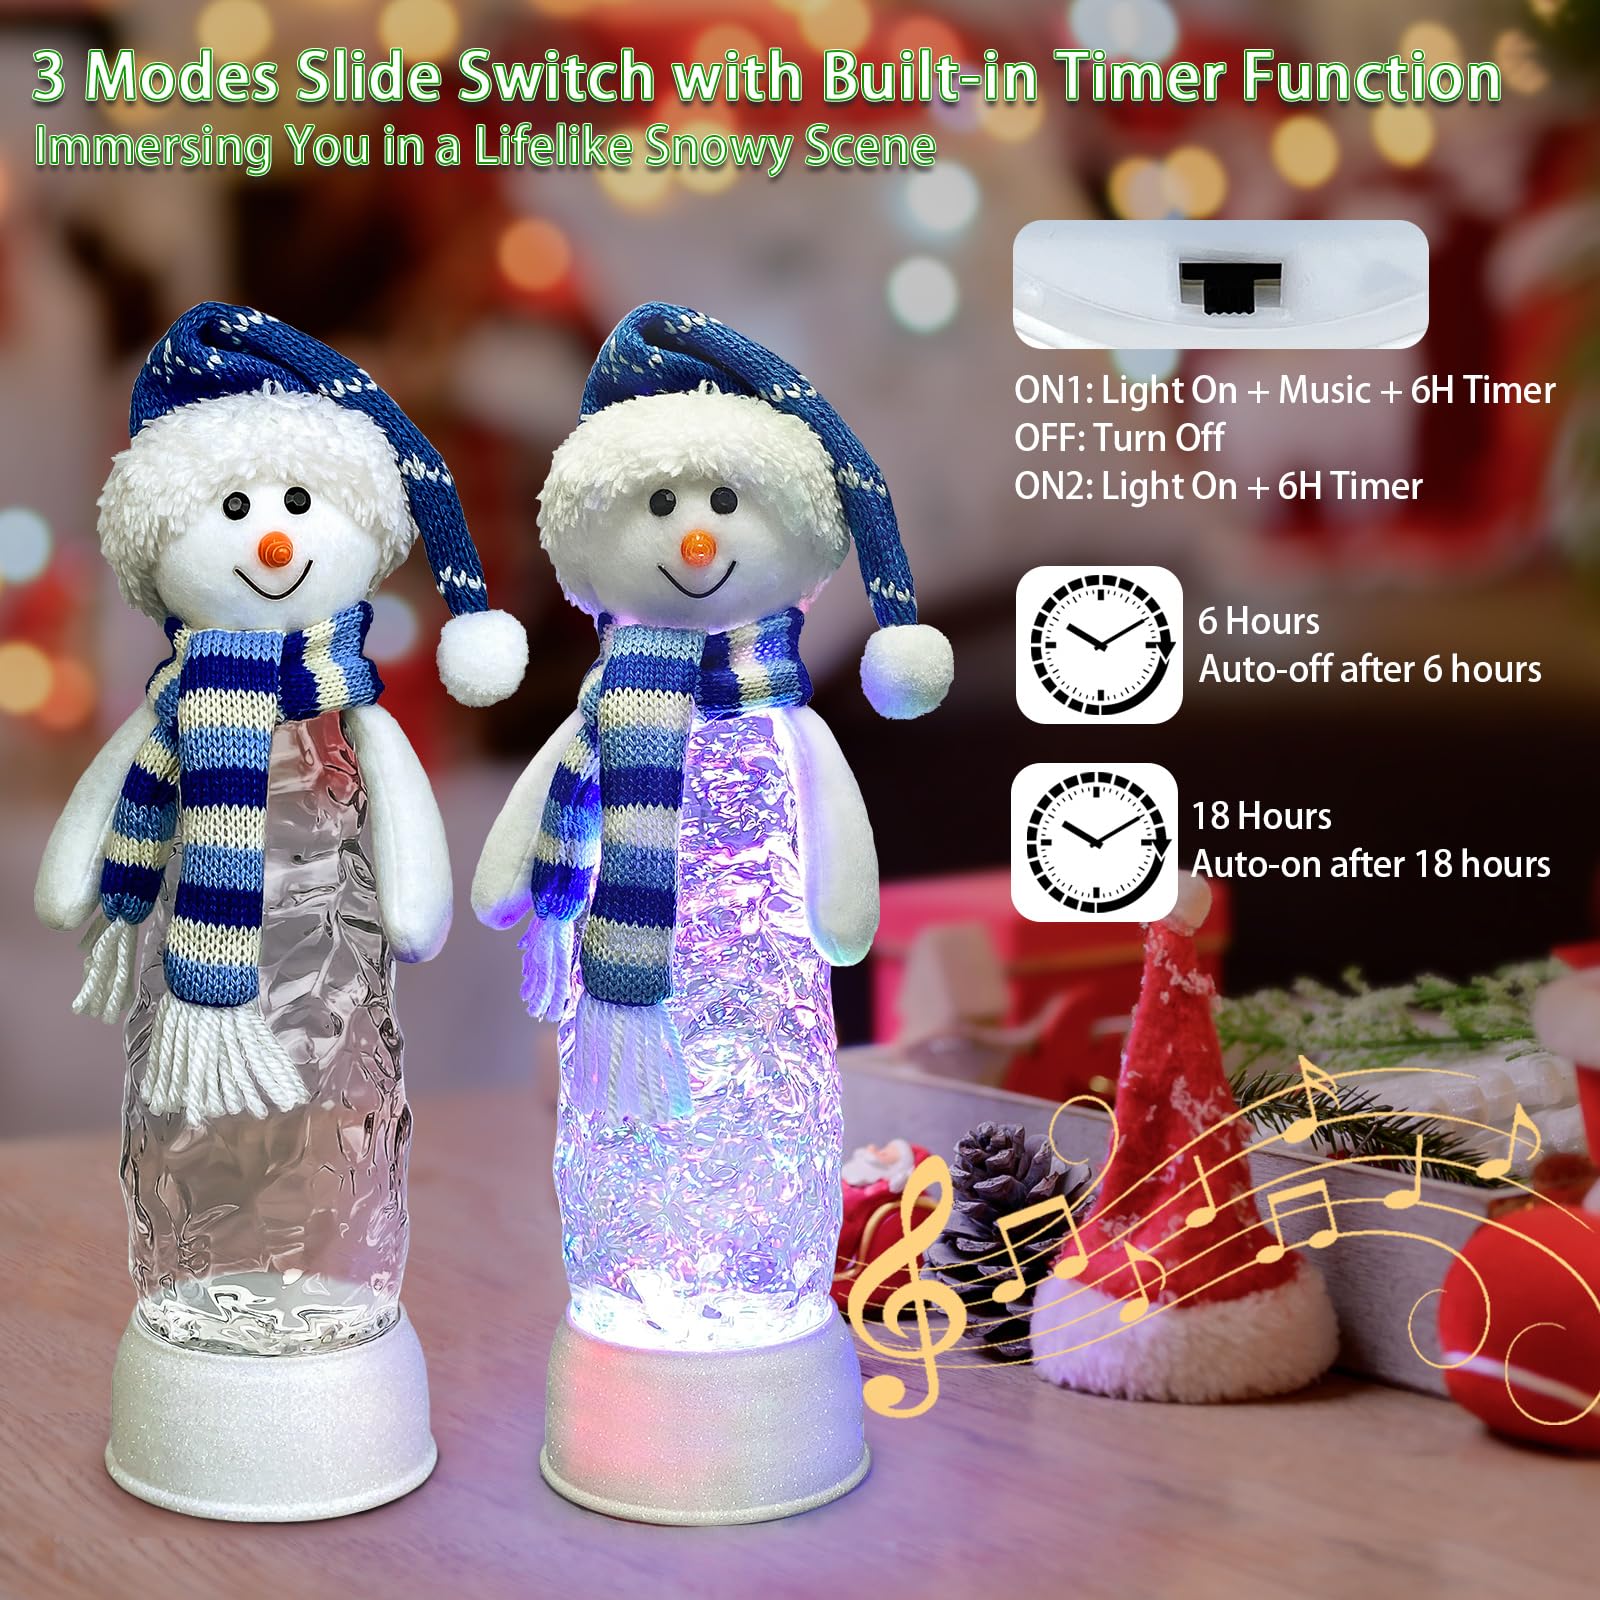 3 Modes Slide Switch with Built-in Timer Function
Immersing You in a Lifelike Snowy Scene
ON1: Light On + Music + 6H Timer
OFF: Turn Off
ON2: Light On + 6H Timer
6 Hours
Auto-off after 6 hours
18 Hours
Auto-on after 18 hours